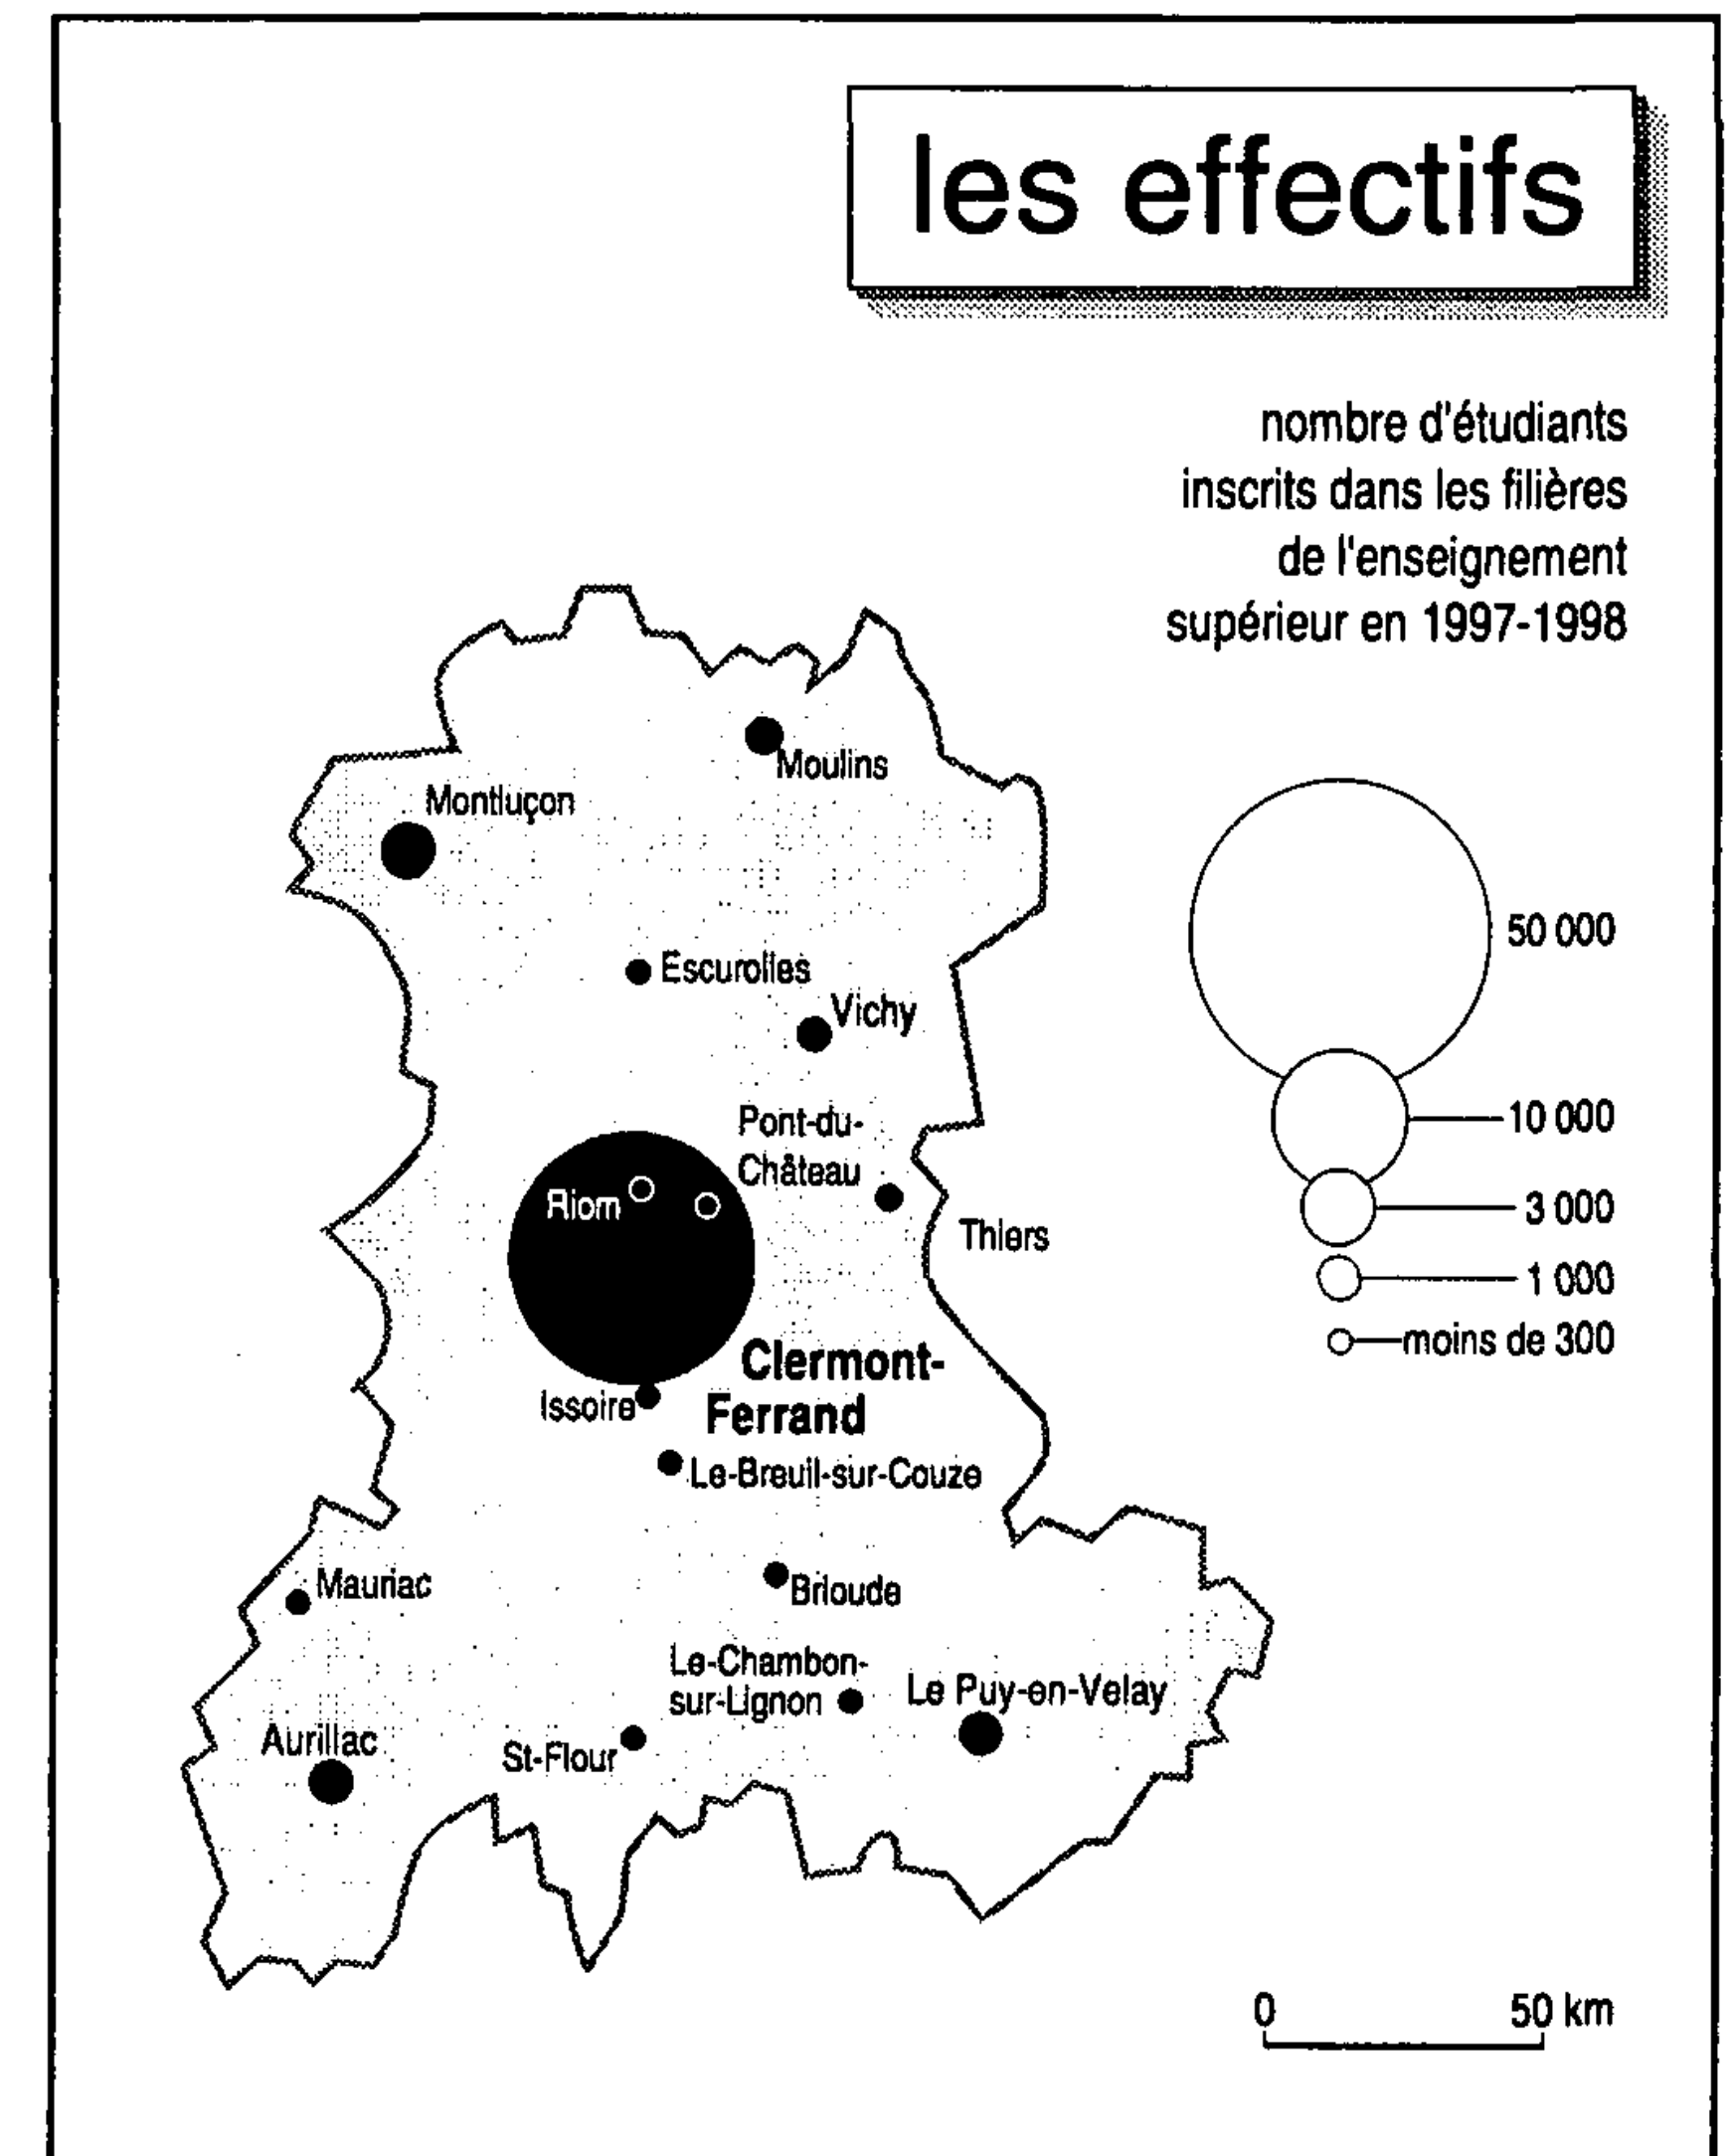 les effectifs
nombre d'étudiants
inscrits dans les filières
de l'enseignement
supérieur en 1997-1998
Moulins
Montluçon
50 000
Escurolles
Vichy
Pont-du-
Château
10 000
Riom
3 000
Thiers
1 000
moins de 300
Clermont-
Ferrand
Issoire
Le-Breuil-sur-Couze
Mauriac
Brioude
Le-Chambon-
sur-Lignon
Le Puy-en-Velay
Aurillac
St-Flour
0 50 km